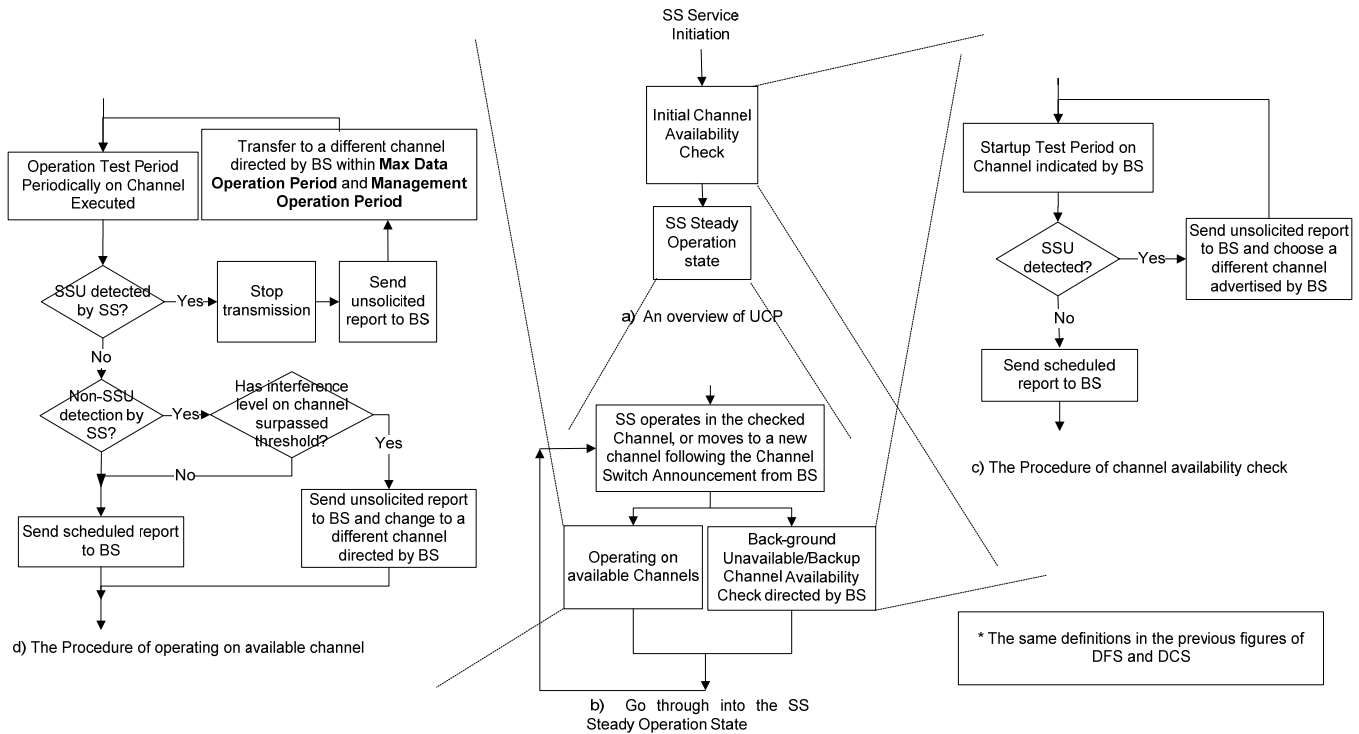 SS Service
Initiation
Initial Channel
Availability
Check
SS Steady
Operation
state
a) An overview of UCP
SS operates in the checked
Channel, or moves to a new
channel following the Channel
Switch Announcement from BS
Operating on
available Channels
Back-ground
Unavailable/Backup
Channel Availability
Check directed by BS
b) Go through into the SS
Steady Operation State
Startup Test Period on
Channel indicated by BS
SSU
detected?
Yes
Send unsolicited report
to BS and choose a
different channel
advertised by BS
No
Send scheduled
report to BS
c) The Procedure of channel availability check
Operation Test Period
Periodically on Channel
Executed
Transfer to a different channel
directed by BS within Max Data
Operation Period and Management
Operation Period
SSU detected
by SS?
Yes
Stop
transmission
Send
unsolicited
report to BS
No
Non-SSU
detection by
SS?
Yes
Has interference
level on channel
surpassed
threshold?
Yes
No
Send scheduled report
to BS
Send unsolicited report
to BS and change to a
different channel
directed by BS
d) The Procedure of operating on available channel
* The same definitions in the previous figures of
DFS and DCS